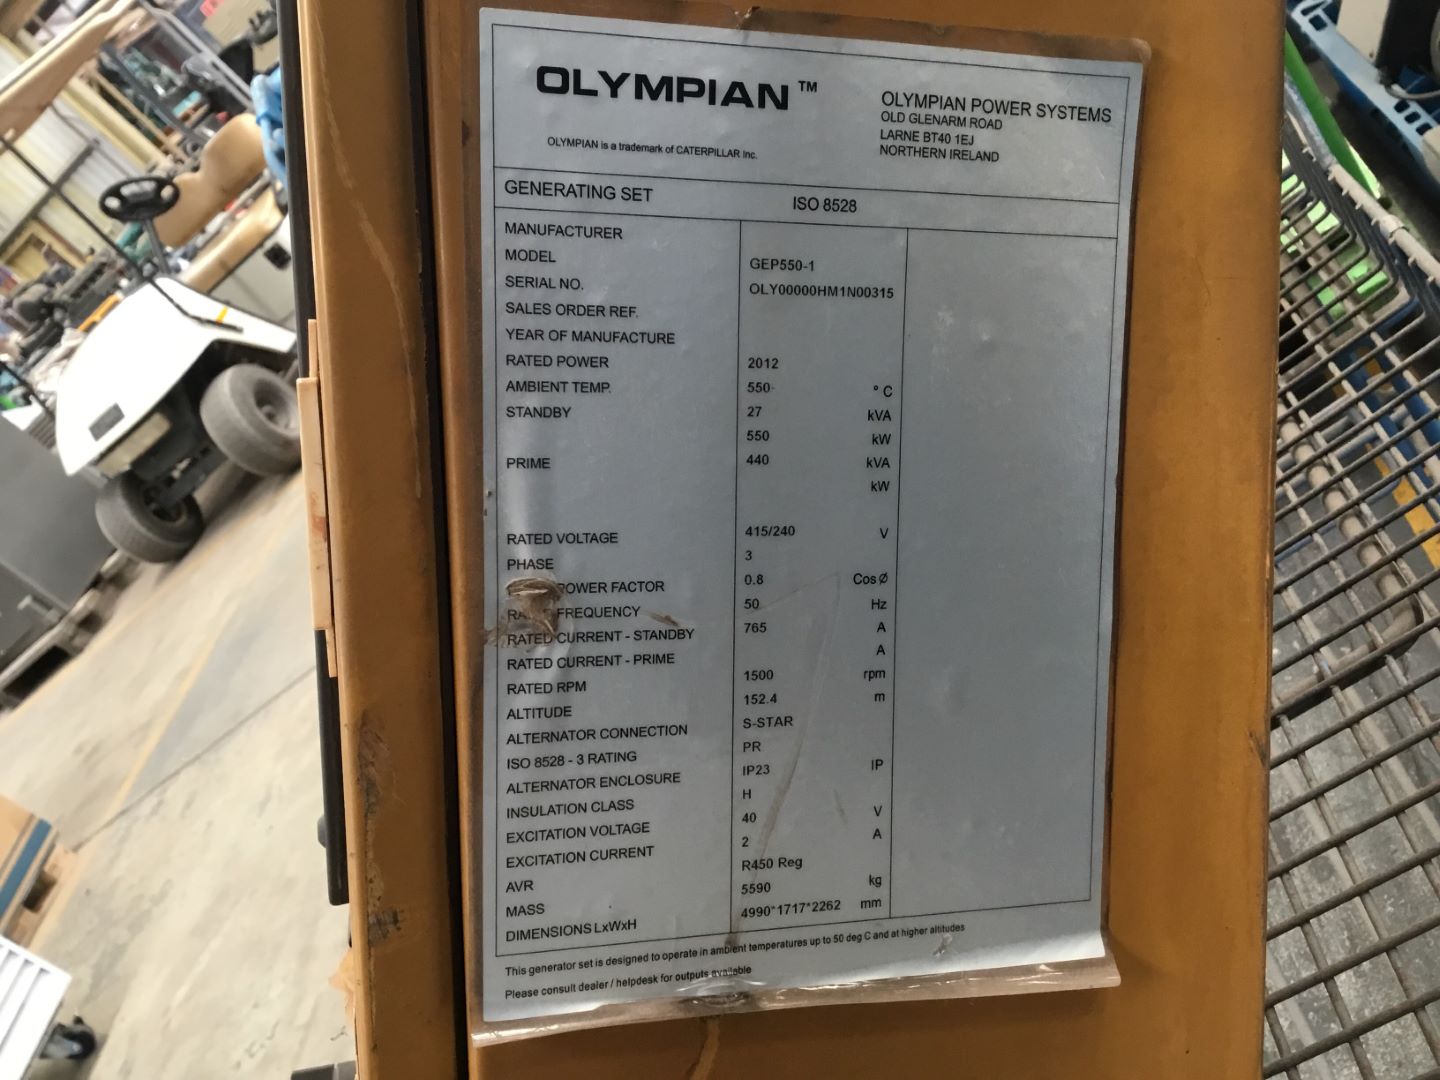 OLYMPIAN™
OLYMPIAN is a trademark of CATERPILLAR Inc.
OLYMPIAN POWER SYSTEMS
OLD GLENARM ROAD
LARNE BT40 1EJ
NORTHERN IRELAND
GENERATING SET ISO 8528
MANUFACTURER
MODEL GEP550-1
SERIAL NO. OLY00000HM1N00315
SALES ORDER REF.
YEAR OF MANUFACTURE
RATED POWER 2012
AMBIENT TEMP. 550 ° C
STANDBY 27 kVA
550 kW
PRIME 440 kVA
kW
RATED VOLTAGE 415/240 V
PHASE 3
POWER FACTOR 0.8 Cos Ø
FREQUENCY 50 Hz
RATED CURRENT - STANDBY 765 A
RATED CURRENT - PRIME A
RATED RPM 1500 rpm
ALTITUDE 152.4 m
ALTERNATOR CONNECTION S-STAR
ISO 8528 - 3 RATING PR
ALTERNATOR ENCLOSURE IP23 IP
INSULATION CLASS H
EXCITATION VOLTAGE 40 V
EXCITATION CURRENT 2 A
AVR R450 Reg
MASS 5590 kg
DIMENSIONS LxWxH 4990*1717*2262 mm
This generator set is designed to operate in ambient temperatures up to 50 deg C and at higher altitudes
Please consult dealer / helpdesk for outputs available